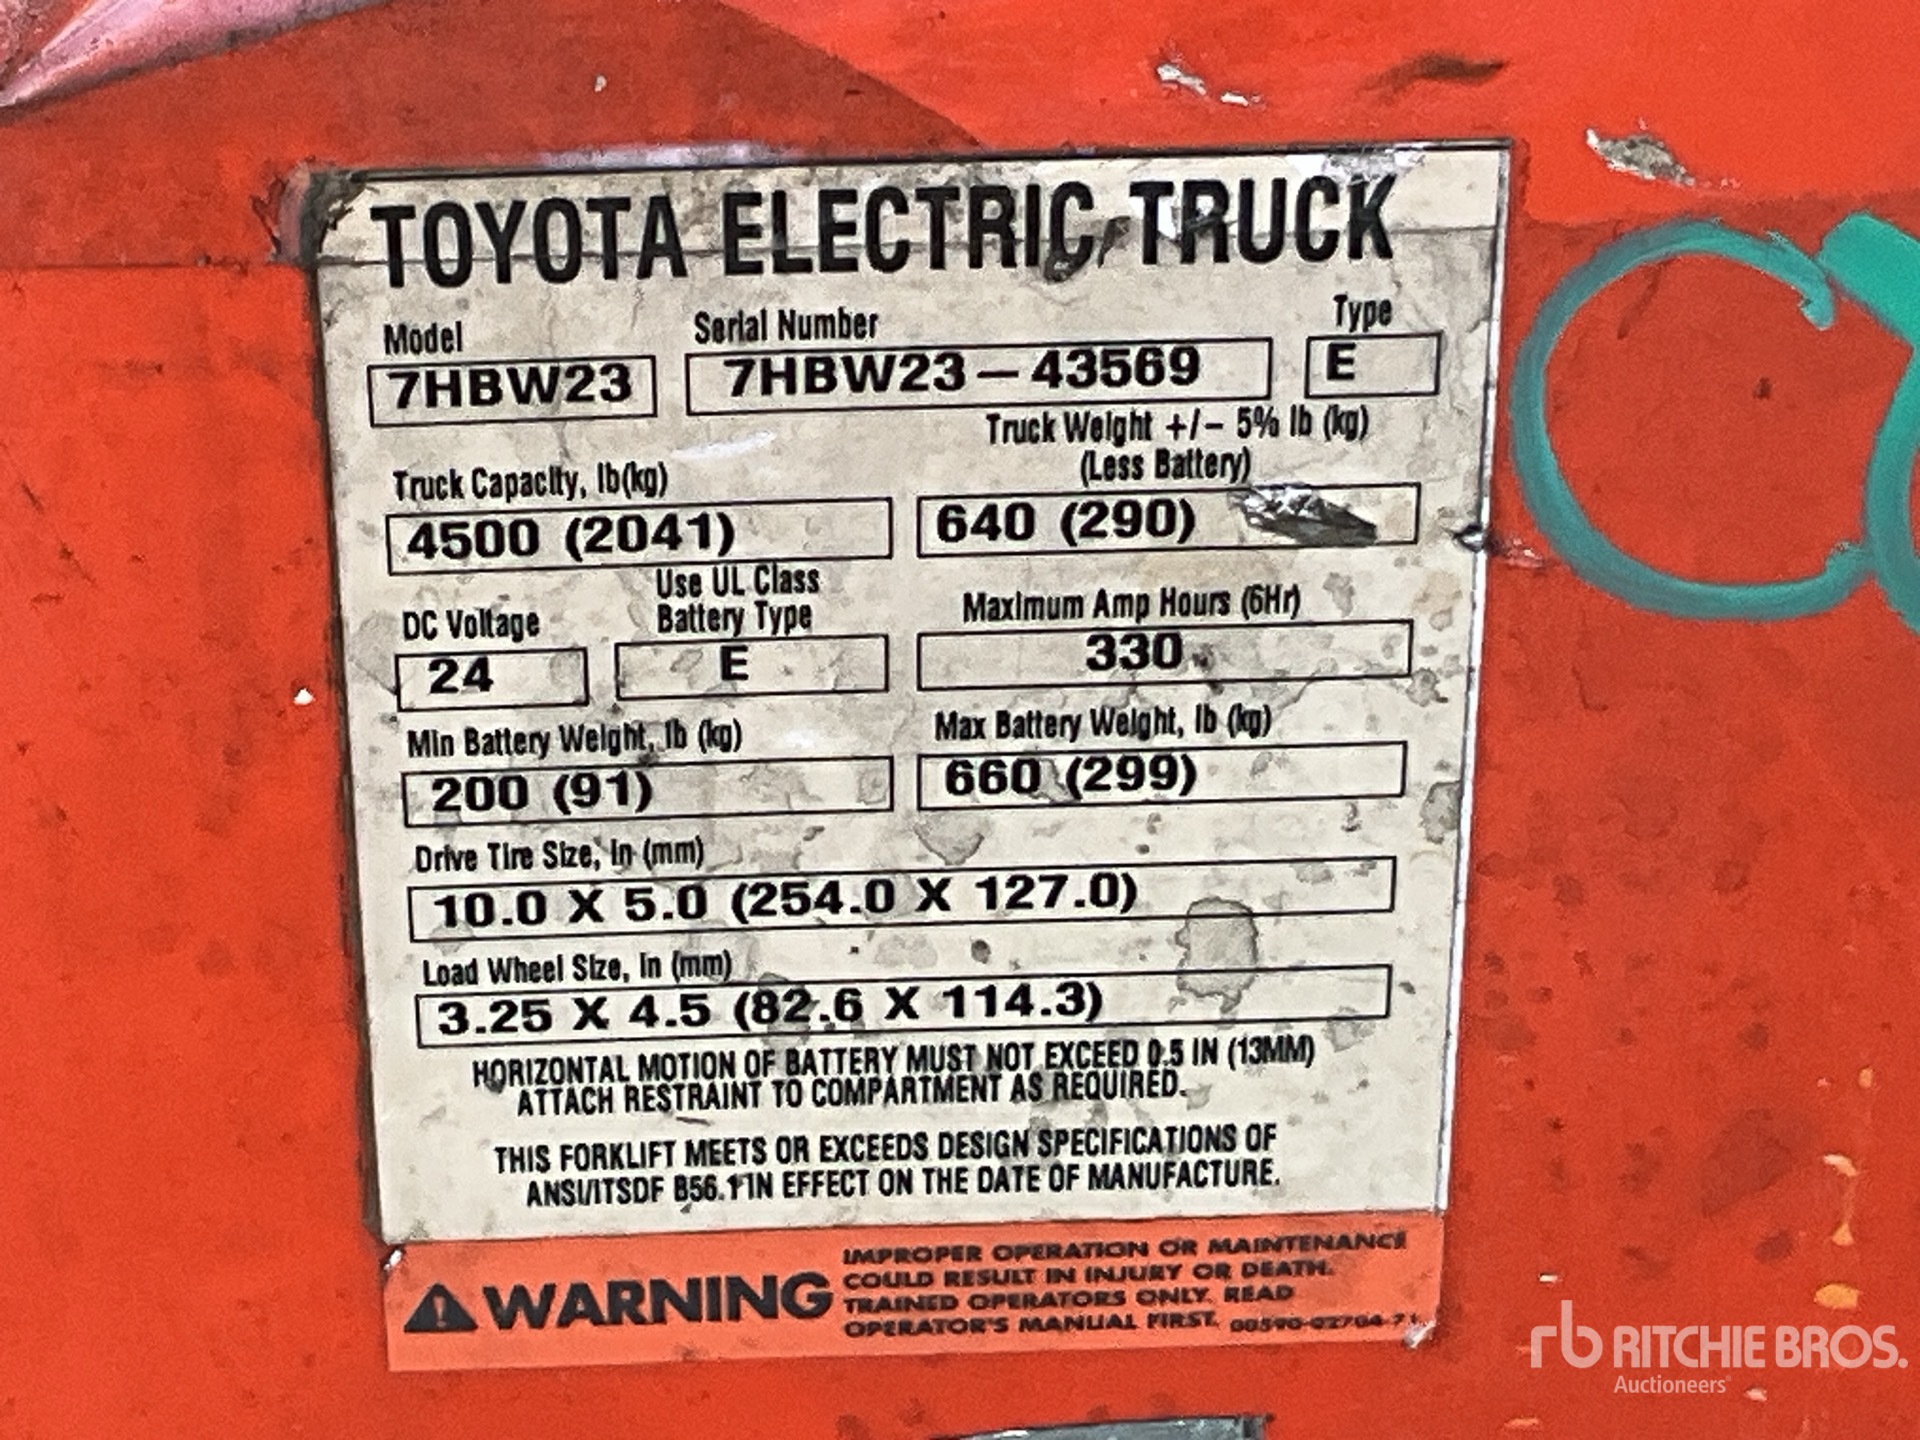 TOYOTA ELECTRIC TRUCK
Model Serial Number Type
7HBW23 7HBW23-43569 E
Truck Weight +/- 5% lb (kg)
(Less Battery)
Truck Capacity, lb(kg)
4500 (2041) 640 (290)
Use UL Class
DC Voltage Battery Type Maximum Amp Hours (6Hr)
24 E 330
Min Battery Weight, lb (kg) Max Battery Weight, lb (kg)
200 (91) 660 (299)
Drive Tire Size, in (mm)
10.0 X 5.0 (254.0 X 127.0)
Load Wheel Size, in (mm)
3.25 X 4.5 (82.6 X 114.3)
HORIZONTAL MOTION OF BATTERY MUST NOT EXCEED 0.5 IN (13MM)
ATTACH RESTRAINT TO COMPARTMENT AS REQUIRED.
THIS FORKLIFT MEETS OR EXCEEDS DESIGN SPECIFICATIONS OF
ANSI/ITSDF B56.1 IN EFFECT ON THE DATE OF MANUFACTURE.
WARNING
IMPROPER OPERATION OR MAINTENANCE
COULD RESULT IN INJURY OR DEATH.
TRAINED OPERATORS ONLY. READ
OPERATOR'S MANUAL FIRST. 00590-02704-71
rb RITCHIE BROS.
Auctioneers